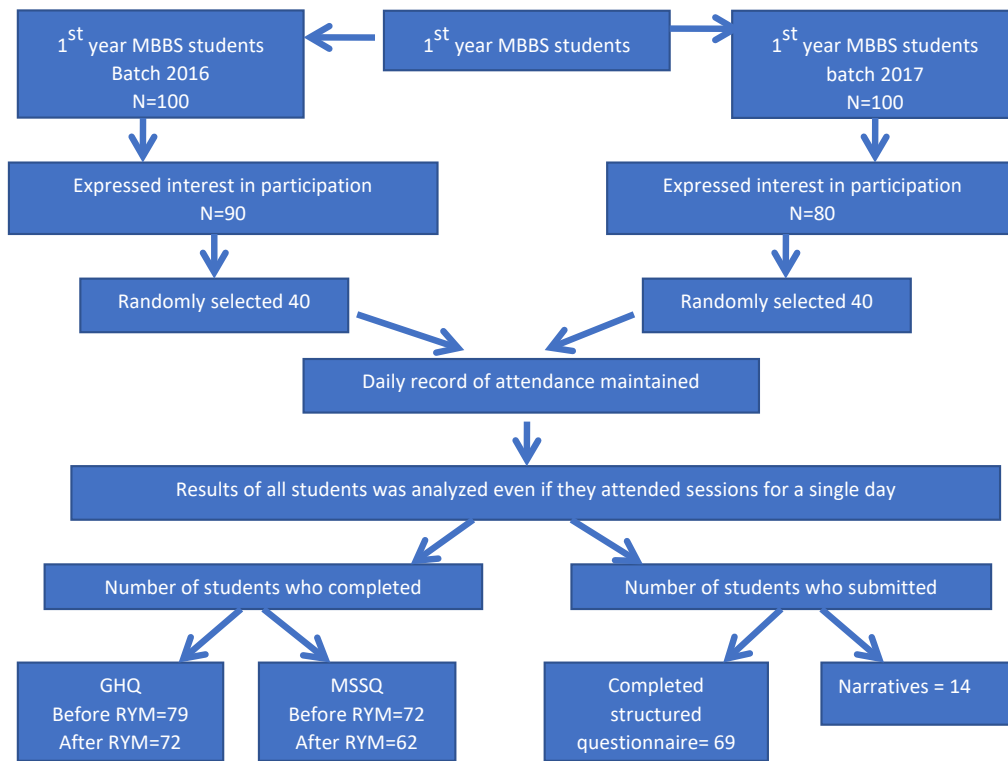 1st year MBBS students
Batch 2016
N=100
1st year MBBS students
1st year MBBS students
batch 2017
N=100
Expressed interest in participation
N=90
Expressed interest in participation
N=80
Randomly selected 40
Randomly selected 40
Daily record of attendance maintained
Results of all students was analyzed even if they attended sessions for a single day
Number of students who completed
Number of students who submitted
GHQ
Before RYM=79
After RYM=72
MSSQ
Before RYM=72
After RYM=62
Completed
structured
questionnaire= 69
Narratives = 14